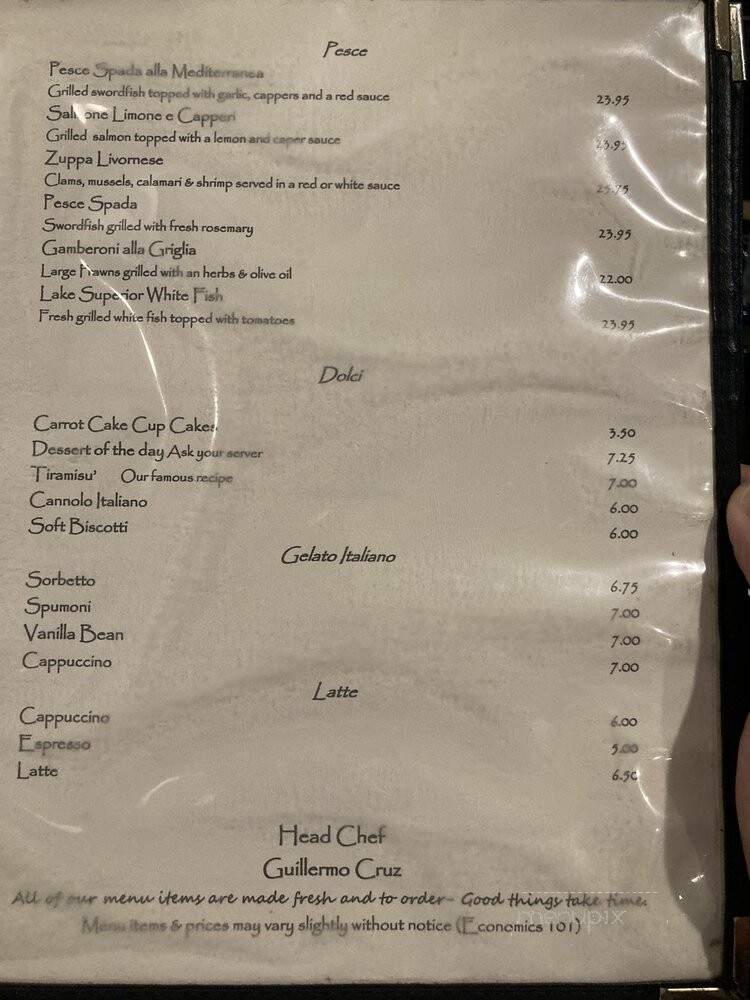 Pesce
Pesce Spada alla Mediterranea
Grilled swordfish topped with garlic, cappers and a red sauce 23.95
Salmone Limone e Capperi
Grilled salmon topped with a lemon and caper sauce 23.95
Zuppa Livornese
Clams, mussels, calamari & shrimp served in a red or white sauce 25.75
Pesce Spada
Swordfish grilled with fresh rosemary 23.95
Gamberoni alla Griglia
Large Prawns grilled with an herbs & olive oil 22.00
Lake Superior White Fish
Fresh grilled white fish topped with tomatoes 23.95
Dolci
Carrot Cake Cup Cakes 3.50
Dessert of the day Ask your server 7.25
Tiramisu' Our famous recipe 7.00
Cannolo Italiano 6.00
Soft Biscotti 6.00
Gelato Italiano
Sorbetto 6.75
Spumoni 7.00
Vanilla Bean 7.00
Cappuccino 7.00
Latte
Cappuccino 6.00
Espresso 5.00
Latte 6.50
Head Chef
Guillermo Cruz
All of our menu items are made fresh and to order- Good things take time.
menupix
Menu items & prices may vary slightly without notice (Economics 101)